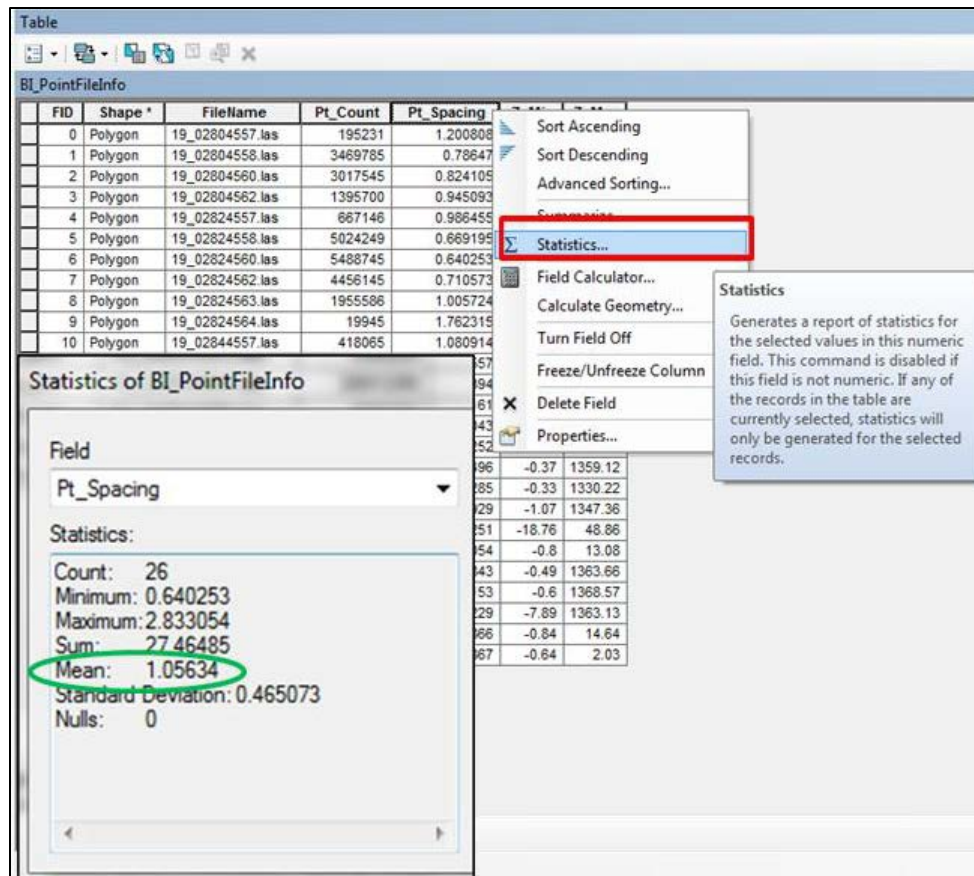 Table
BI_PointFileInfo
FID Shape * FileName Pt_Count Pt_Spacing
0 Polygon 19_02804557.las 195231 1.200808
1 Polygon 19_02804558.las 3469785 0.78647
2 Polygon 19_02804560.las 3017545 0.824105
3 Polygon 19_02804562.las 1395700 0.945093
4 Polygon 19_02824557.las 667146 0.986455
5 Polygon 19_02824558.las 5024249 0.669195
6 Polygon 19_02824560.las 5488745 0.640253
7 Polygon 19_02824562.las 4456145 0.710573
8 Polygon 19_02824563.las 1955586 1.005724
9 Polygon 19_02824564.las 19945 1.762315
10 Polygon 19_02844557.las 418065 1.080914
Sort Ascending
Sort Descending
Advanced Sorting...
Summarize
Σ Statistics...
Field Calculator...
Calculate Geometry...
Turn Field Off
Freeze/Unfreeze Column
Delete Field
Properties...
Statistics
Generates a report of statistics for
the selected values in this numeric
field. This command is disabled if
this field is not numeric. If any of
the records in the table are
currently selected, statistics will
only be generated for the selected
records.
-0.37 1359.12
-0.33 1330.22
-1.07 1347.36
-18.76 48.86
-0.8 13.08
-0.49 1363.66
-0.6 1368.57
-7.89 1363.13
-0.84 14.64
-0.64 2.03
Statistics of BI_PointFileInfo
Field
Pt_Spacing
Statistics:
Count: 26
Minimum: 0.640253
Maximum: 2.833054
Sum: 27.46485
Mean: 1.05634
Standard Deviation: 0.465073
Nulls: 0